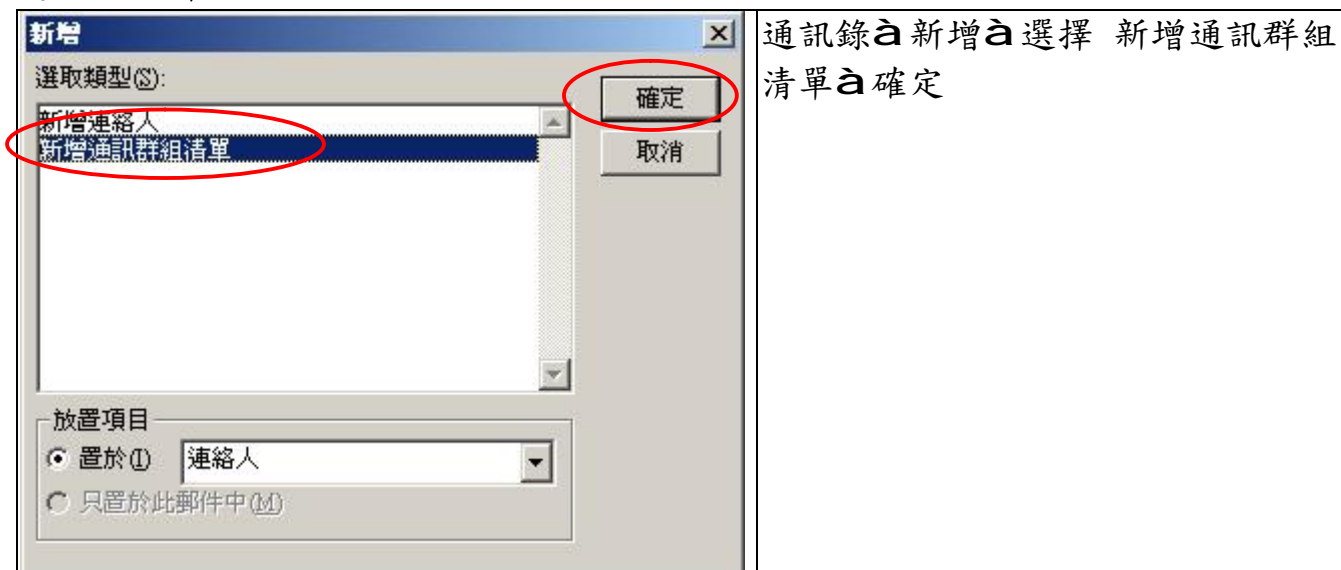 新增
選取類型(S):
新增連絡人
新增通訊群組清單
確定
取消
放置項目
置於(I) 連絡人
只置於此郵件中(M)
通訊錄à新增à選擇 新增通訊群組
清單à確定